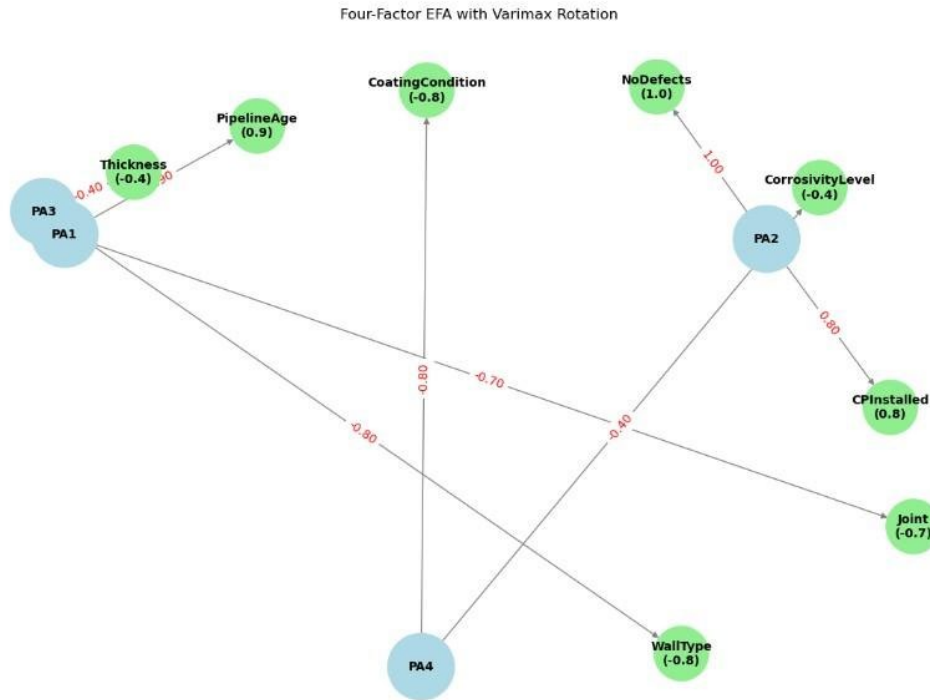 Four-Factor EFA with Varimax Rotation
CoatingCondition
(-0.8)
NoDefects
(1.0)
PipelineAge
(0.9)
Thickness
(-0.4)
-0.40
90
1.00
CorrosivityLevel
(-0.4)
PA3
PA1
PA2
0.80
-0.80
-0.70
CPInstalled
(0.8)
-0.80
-0.40
Joint
(-0.7)
WallType
(-0.8)
PA4